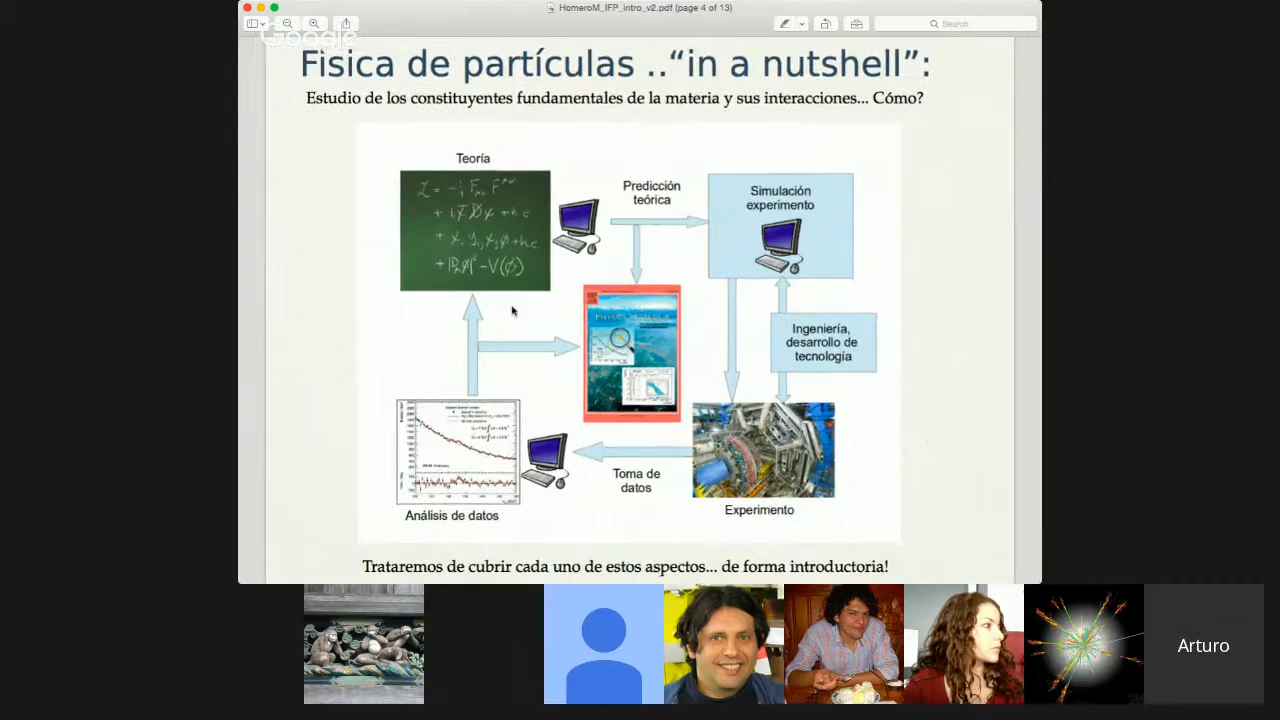 HomeroM_IFP_intro_v2.pdf (page 4 of 13)
Search
Google
Fisica de partículas ..“in a nutshell”:
Estudio de los constituyentes fundamentales de la materia y sus interacciones... Cómo?
Teoría
Predicción
teórica
Simulación
experimento
Ingeniería,
desarrollo de
tecnología
Toma de
datos
Análisis de datos
Experimento
Trataremos de cubrir cada uno de estos aspectos... de forma introductoria!
Arturo